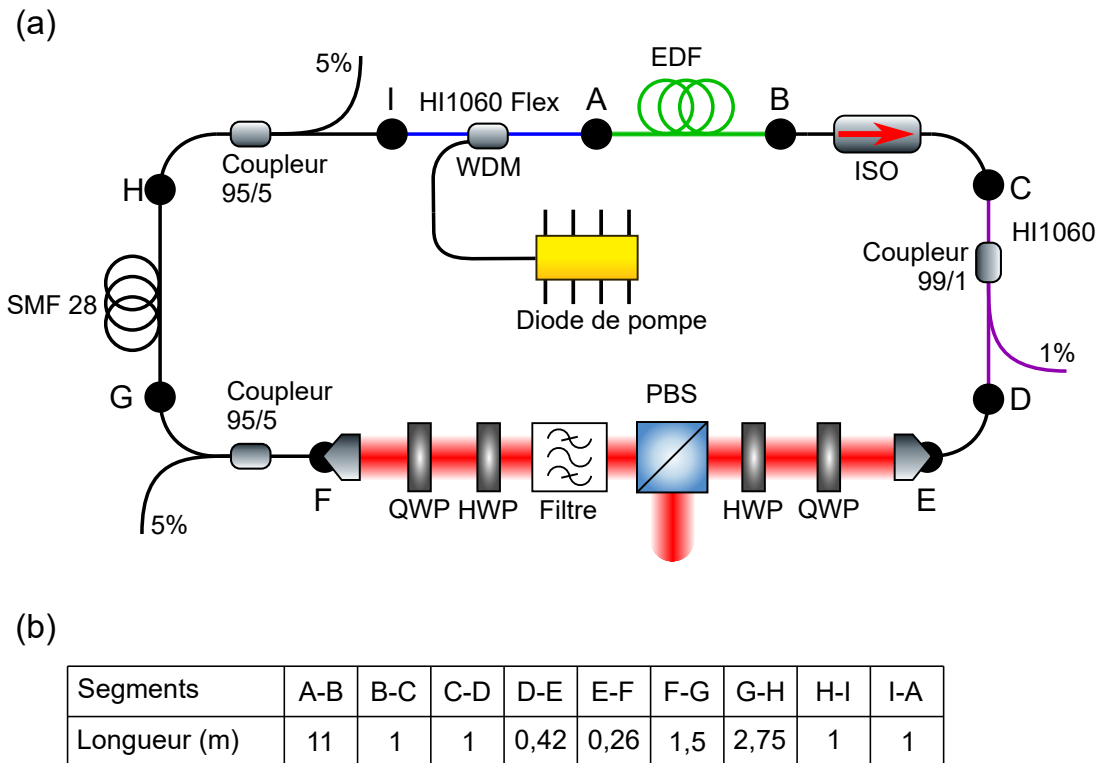 (a)
5%
EDF
I
HI1060 Flex
A
B
Coupleur
95/5
WDM
ISO
H
C
HI1060
Coupleur
99/1
SMF 28
Diode de pompe
1%
G
Coupleur
95/5
PBS
D
F
E
5%
QWP
HWP
Filtre
HWP
QWP
(b)
Segments A-B B-C C-D D-E E-F F-G G-H H-I I-A
Longueur (m) 11 1 1 0,42 0,26 1,5 2,75 1 1